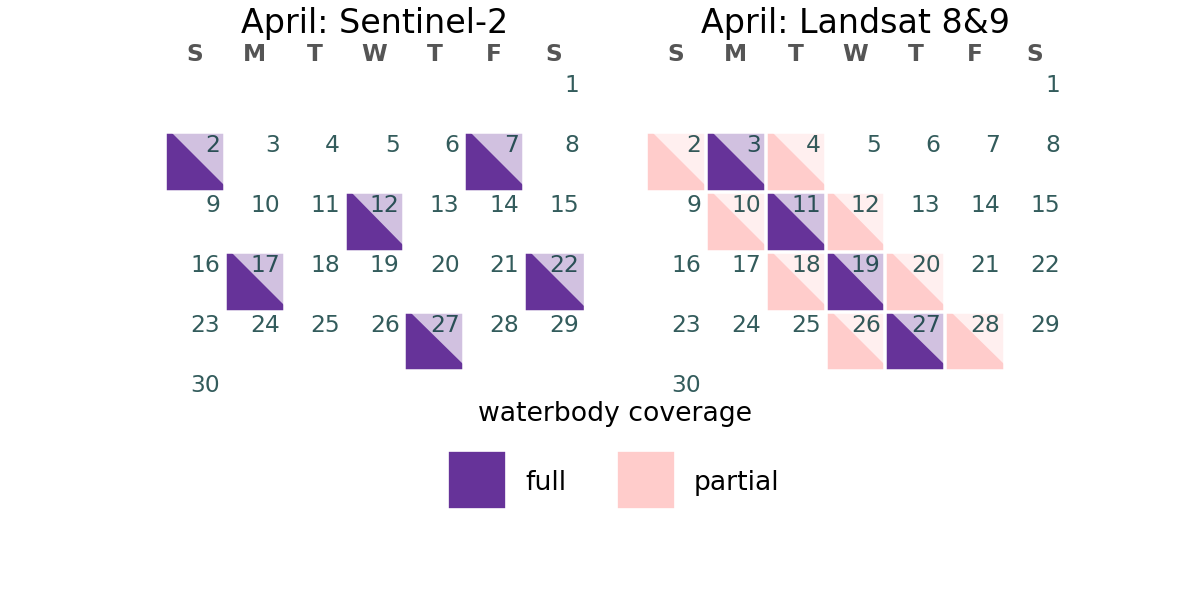 April: Sentinel-2
S M T W T F S
1
2 3 4 5 6 7 8
9 10 11 12 13 14 15
16 17 18 19 20 21 22
23 24 25 26 27 28 29
30
April: Landsat 8&9
S M T W T F S
1
2 3 4 5 6 7 8
9 10 11 12 13 14 15
16 17 18 19 20 21 22
23 24 25 26 27 28 29
30
waterbody coverage
full
partial